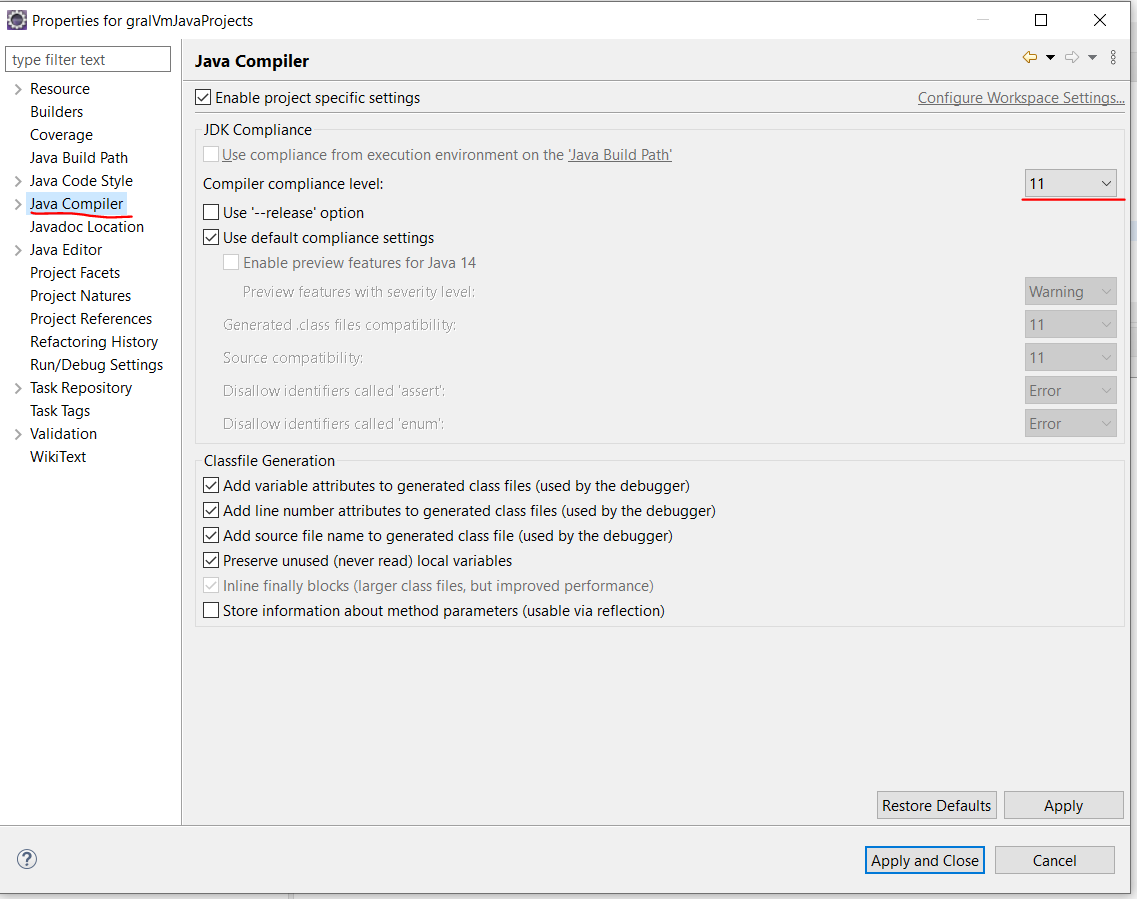 Properties for gralVmJavaProjects
type filter text
Resource
Builders
Coverage
Java Build Path
Java Code Style
Java Compiler
Javadoc Location
Java Editor
Project Facets
Project Natures
Project References
Refactoring History
Run/Debug Settings
Task Repository
Task Tags
Validation
WikiText
Java Compiler
Enable project specific settings Configure Workspace Settings...
JDK Compliance
Use compliance from execution environment on the 'Java Build Path'
Compiler compliance level: 11
Use '--release' option
Use default compliance settings
Enable preview features for Java 14
Preview features with severity level: Warning
Generated .class files compatibility: 11
Source compatibility: 11
Disallow identifiers called 'assert': Error
Disallow identifiers called 'enum': Error
Classfile Generation
Add variable attributes to generated class files (used by the debugger)
Add line number attributes to generated class files (used by the debugger)
Add source file name to generated class file (used by the debugger)
Preserve unused (never read) local variables
Inline finally blocks (larger class files, but improved performance)
Store information about method parameters (usable via reflection)
Restore Defaults Apply
? Apply and Close Cancel